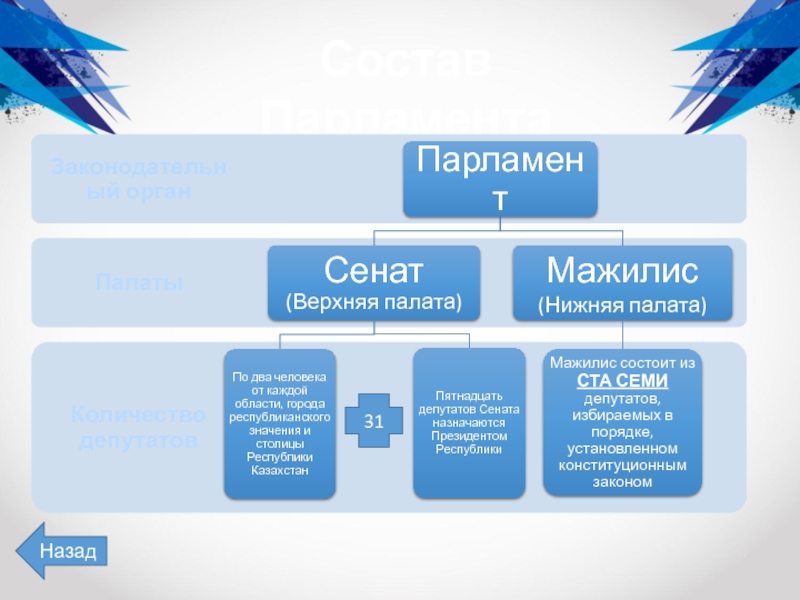 Состав
Парламента
Законодательн
ый орган
Парламен
т
Палаты
Сенат
(Верхняя палата)
Мажилис
(Нижняя палата)
Количество
депутатов
По два человека
от каждой
области, города
республиканского
значения и
столицы
Республики
Казахстан
31
Пятнадцать
депутатов Сената
назначаются
Президентом
Республики
Мажилис состоит из
СТА СЕМИ
депутатов,
избираемых в
порядке,
установленном
конституционным
законом
Назад